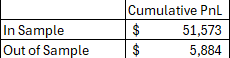 Cumulative PnL
In Sample $ 51,573
Out of Sample $ 5,884